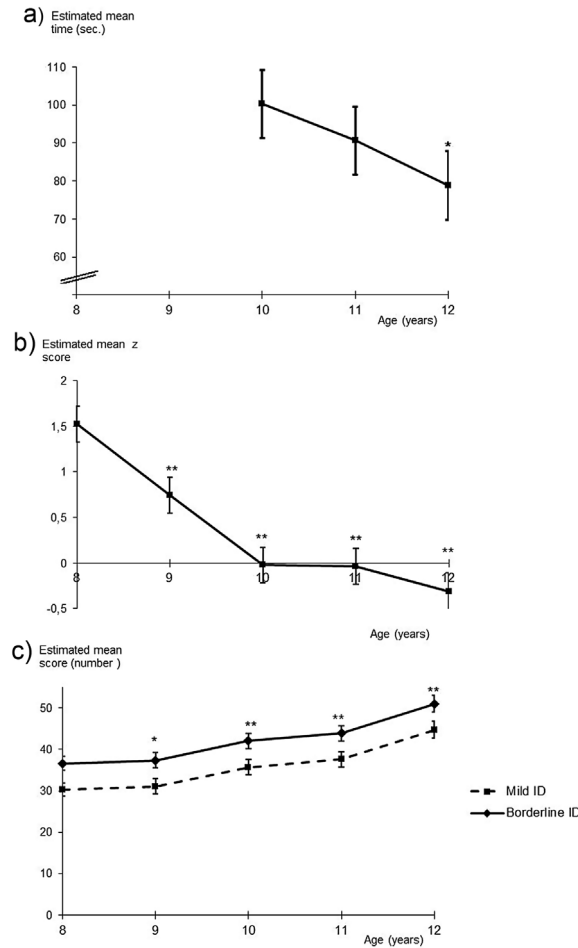 a) Estimated mean
time (sec.)
110
100
*
90
80
70
60
8 9 10 11 12
Age (years)
b) Estimated mean z
score
2
1,5
**
1
** ** **
0,5
0
8 9 10 11 12
-0,5
Age (years)
c) Estimated mean
score (number )
**
50
* ** **
40
30
Mild ID
Borderline ID
20
10
0
8 9 10 11 12
Age (years)